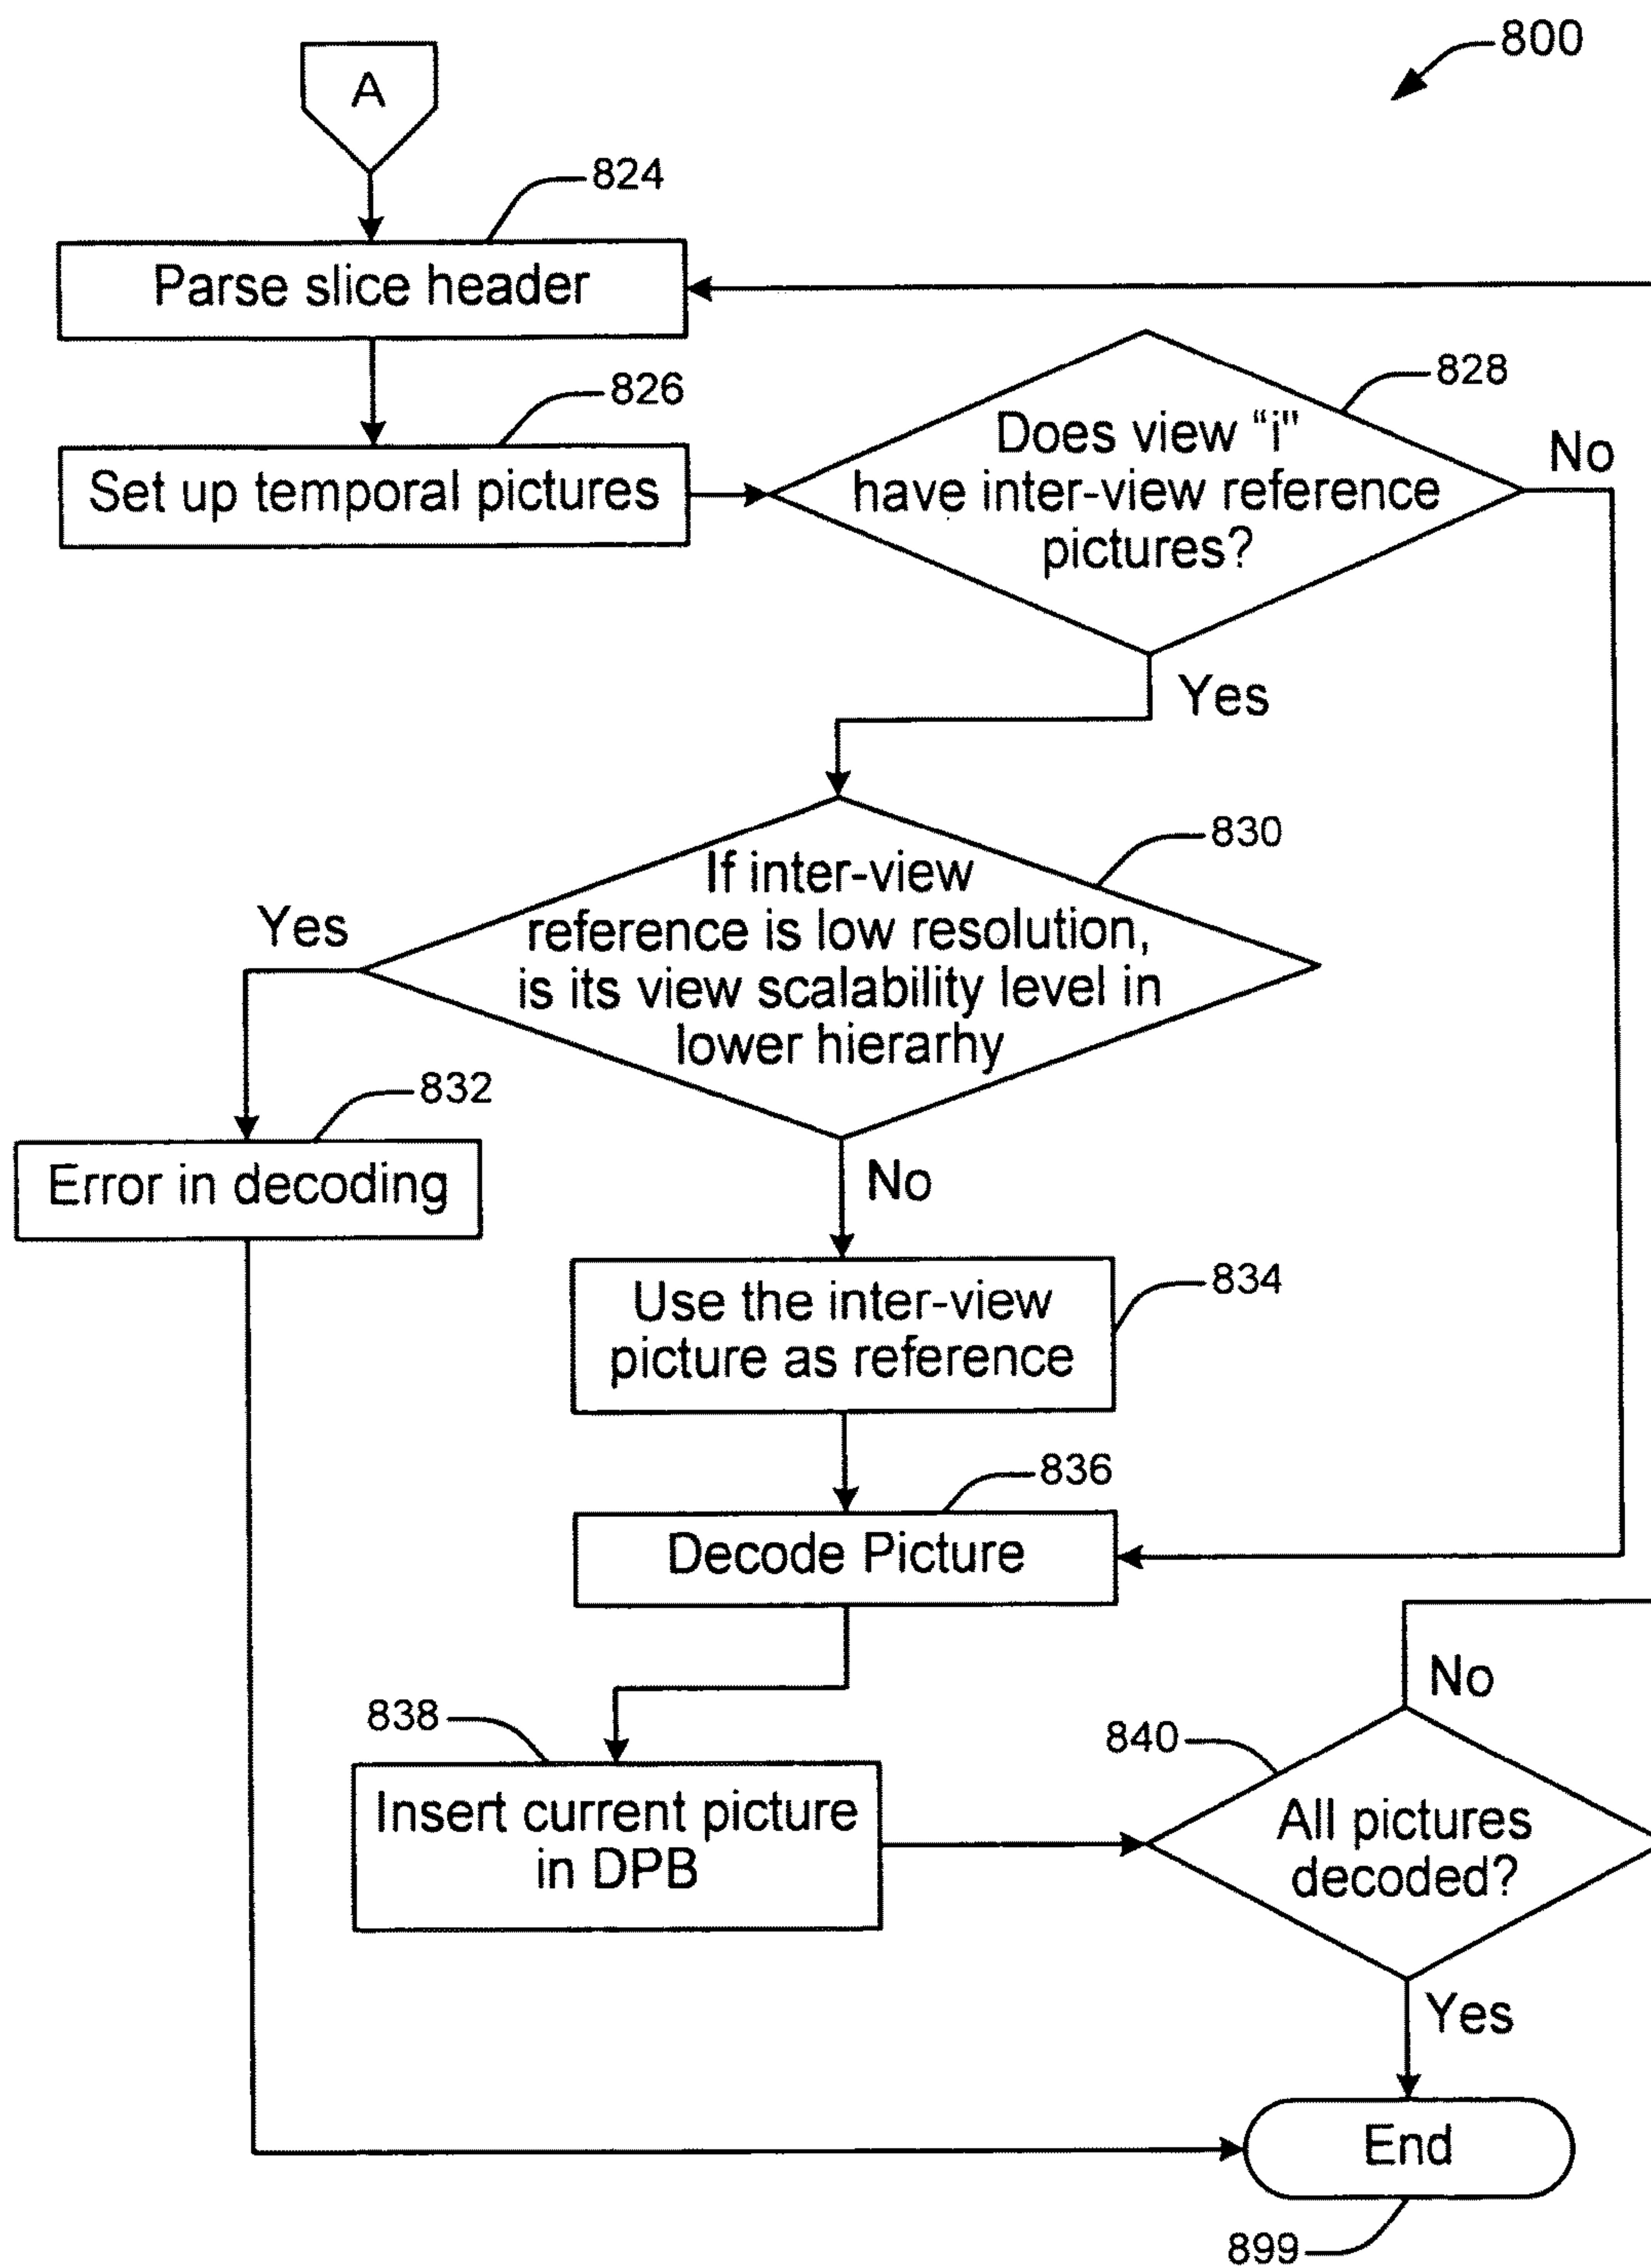 800
A
824
Parse slice header
826
Set up temporal pictures
828
Does view “i"
have inter-view reference
pictures?
No
Yes
830
If inter-view
reference is low resolution,
is its view scalability level in
lower hierarhy
Yes
832
Error in decoding
No
834
Use the inter-view
picture as reference
836
Decode Picture
838
Insert current picture
in DPB
840
No
All pictures
decoded?
Yes
End
899